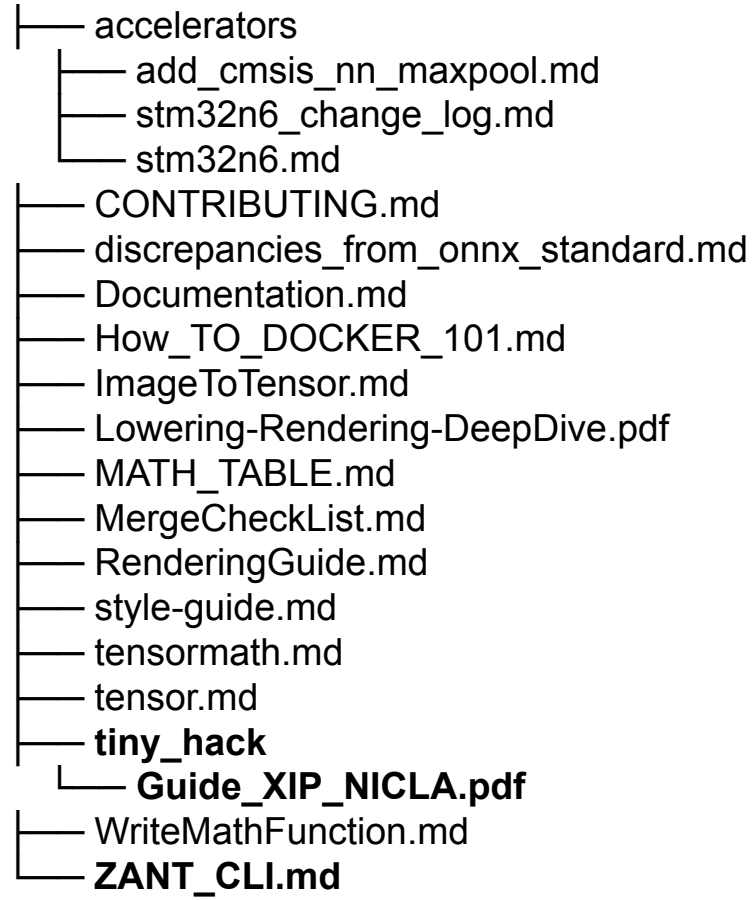 ├── accelerators
├── add_cmsis_nn_maxpool.md
├── stm32n6_change_log.md
└── stm32n6.md
├── CONTRIBUTING.md
├── discrepancies_from_onnx_standard.md
├── Documentation.md
├── How_TO_DOCKER_101.md
├── ImageToTensor.md
├── Lowering-Rendering-DeepDive.pdf
├── MATH_TABLE.md
├── MergeCheckList.md
├── RenderingGuide.md
├── style-guide.md
├── tensormath.md
├── tensor.md
├── tiny_hack
└── Guide_XIP_NICLA.pdf
├── WriteMathFunction.md
└── ZANT_CLI.md